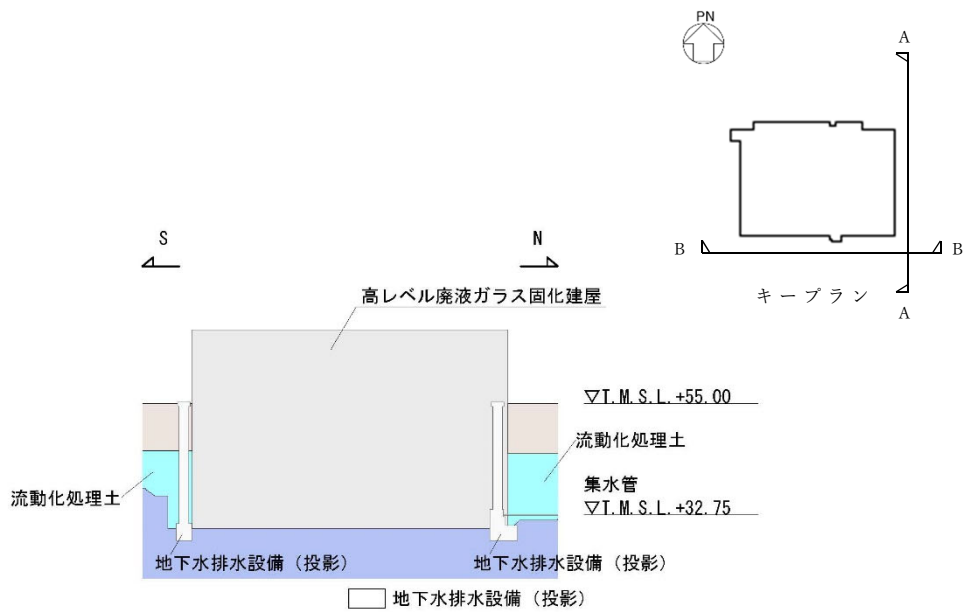 PN
A
B
B
キープラン
A
S
N
高レベル廃液ガラス固化建屋
▽T.M.S.L.+55.00
流動化処理土
流動化処理土
集水管
▽T.M.S.L.+32.75
地下水排水設備（投影）
地下水排水設備（投影）
地下水排水設備（投影）